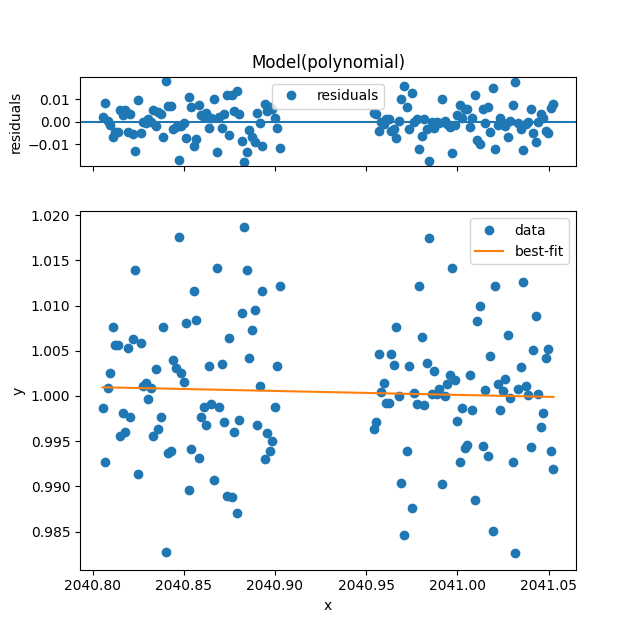 Model(polynomial)
residuals
0.01
0.00
−0.01
residuals
1.020
1.015
1.010
1.005
1.000
0.995
0.990
0.985
y
data
best-fit
2040.80 2040.85 2040.90 2040.95 2041.00 2041.05
x